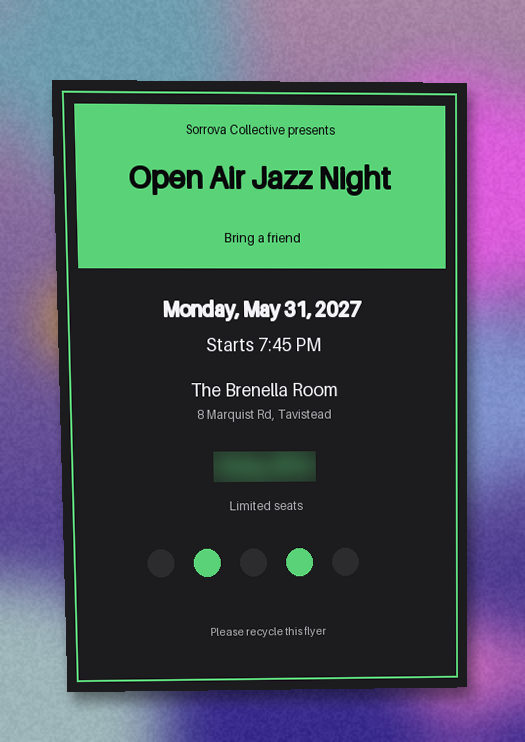 Sorrova Collective presents
Open Air Jazz Night
Bring a friend
Monday, May 31, 2027
Starts 7:45 PM
The Brenella Room
8 Marquist Rd, Tavistead
Limited seats
Please recycle this flyer